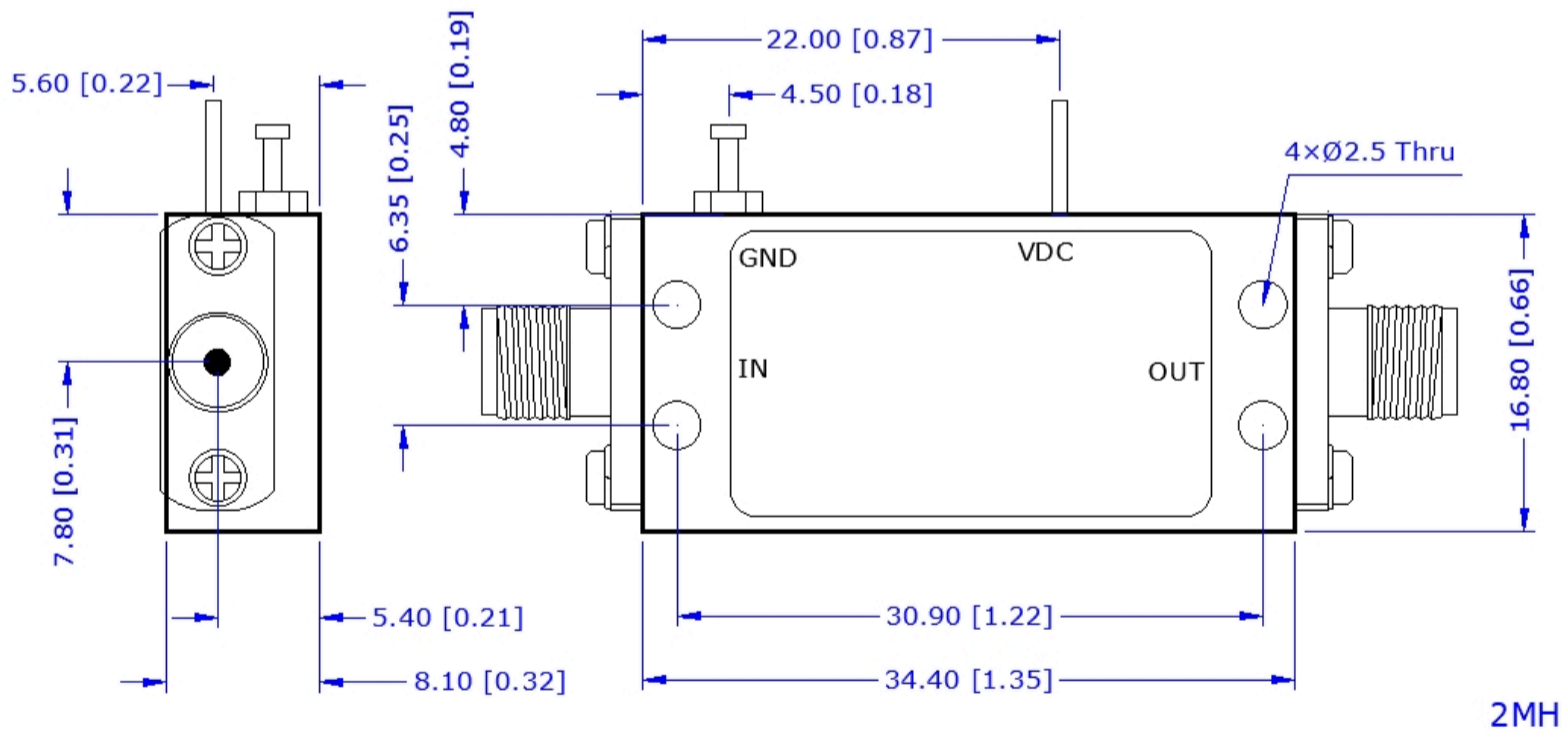 22.00 [0.87]
5.60 [0.22]
4.80 [0.19]
4.50 [0.18]
6.35 [0.25]
4×Ø2.5 Thru
GND
VDC
IN
OUT
16.80 [0.66]
7.80 [0.31]
5.40 [0.21]
30.90 [1.22]
8.10 [0.32]
34.40 [1.35]
2MH